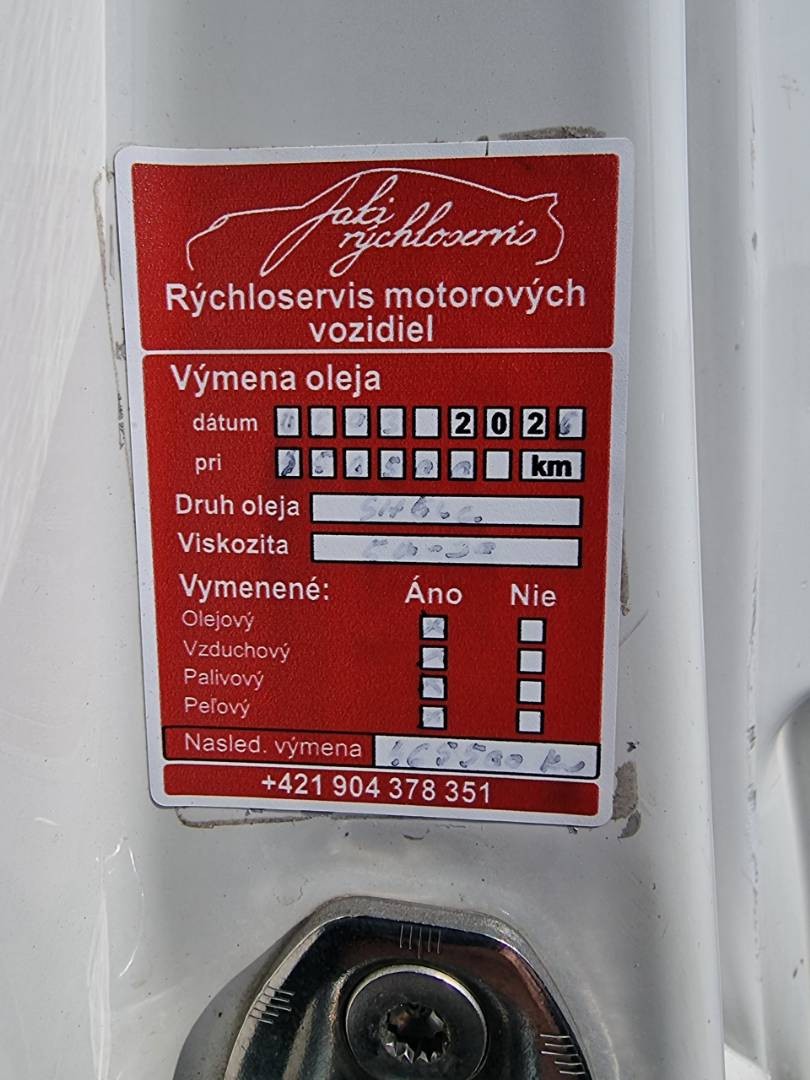 Jaki
rýchloservis
Rýchloservis motorových
vozidiel
Výmena oleja
dátum 202
pri km
Druh oleja
Viskozita
Vymenené: Áno Nie
Olejový
Vzduchový
Palivový
Peľový
Nasled. výmena
+421 904 378 351